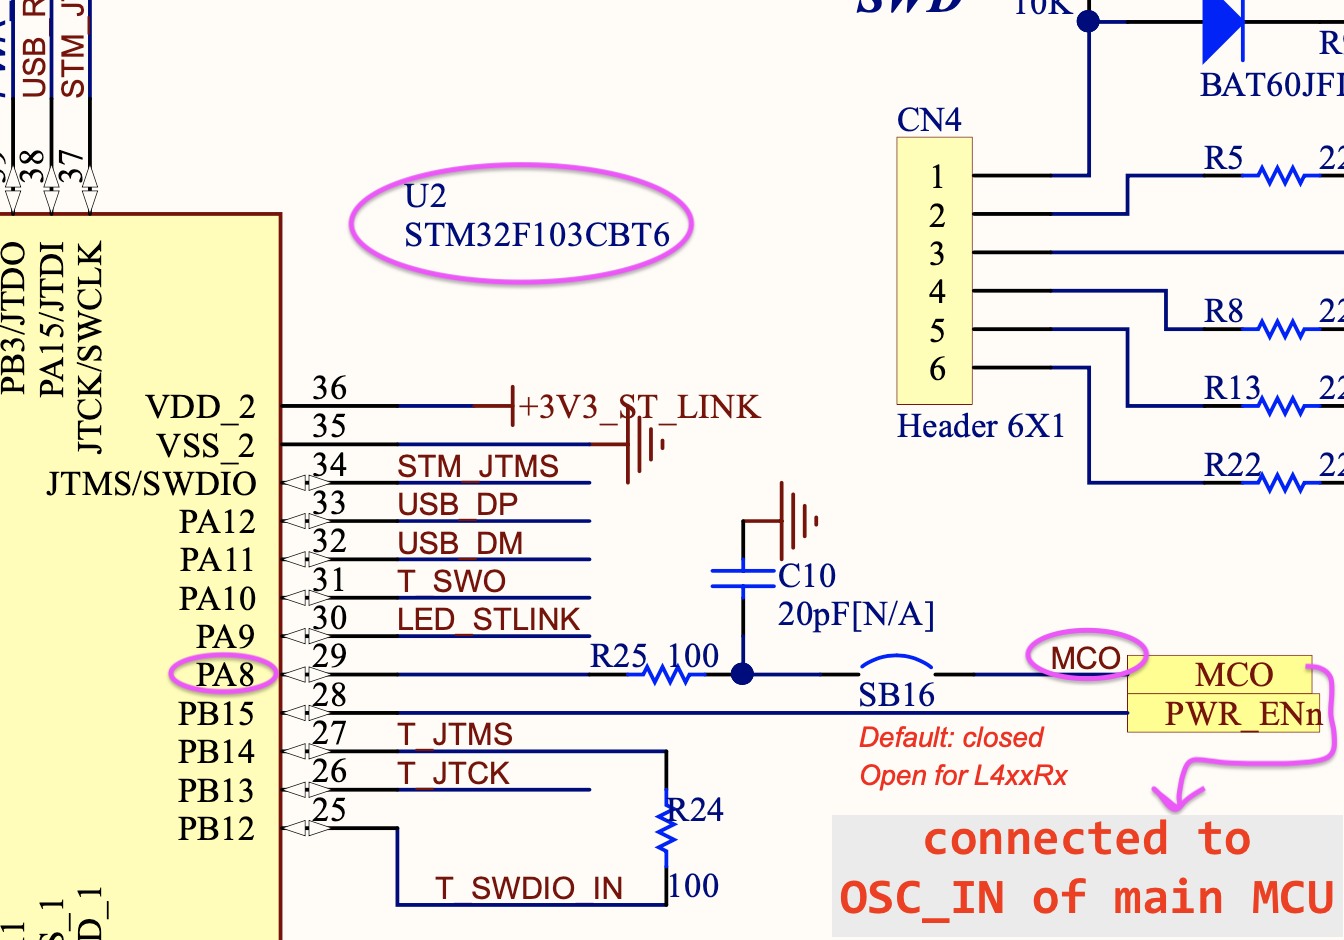 SWD
10K
BAT60JFI
USB_R
STM_JT
38
37
CN4
1
2
3
4
5
6
Header 6X1
R5
22
R8
22
R13
22
R22
22
U2
STM32F103CBT6
PB3/JTDO
PA15/JTDI
JTCK/SWCLK
VDD_2
36
+3V3_ST_LINK
VSS_2
35
JTMS/SWDIO
34
STM_JTMS
PA12
33
USB_DP
PA11
32
USB_DM
PA10
31
T_SWO
PA9
30
LED_STLINK
PA8
29
R25
100
C10
20pF[N/A]
SB16
MCO
MCO
PWR_ENn
PB15
28
Default: closed
Open for L4xxRx
PB14
27
T_JTMS
PB13
26
T_JTCK
PB12
25
R24
100
T_SWDIO_IN
connected to
OSC_IN of main MCU